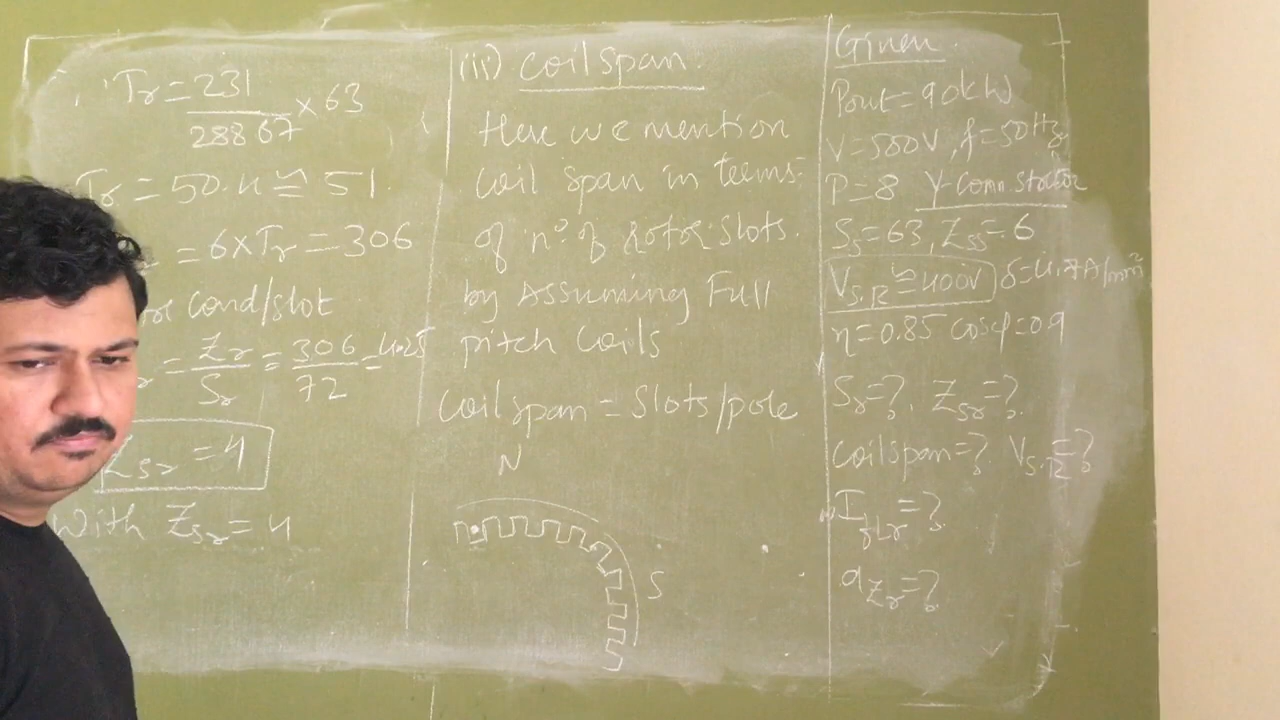 Tr = 231 / 28867 × 63
Tr = 50.4 ≅ 51.
= 6×Tr = 306
cond/slot
= Zr / Sr = 306 / 72 = 4.25
Zsr = 4
With Zsr = 4
(iii) coil span.
Here we mention
coil span in terms
of nº of rotor slots.
by Assuming Full
pitch coils
coil span = slots/pole
N
S
Given.
Pout = 90kW
V=500V, f=50Hz
P=8 Y-Conn. stator
Ss=63, Zss=6
VS.R ≅ 400V δ=4.7A/mm²
η=0.85 cosφ=0.9
Sr=?, Zsr=?.
coilspan=? VS.R=?
Iflr=?
aZr=?